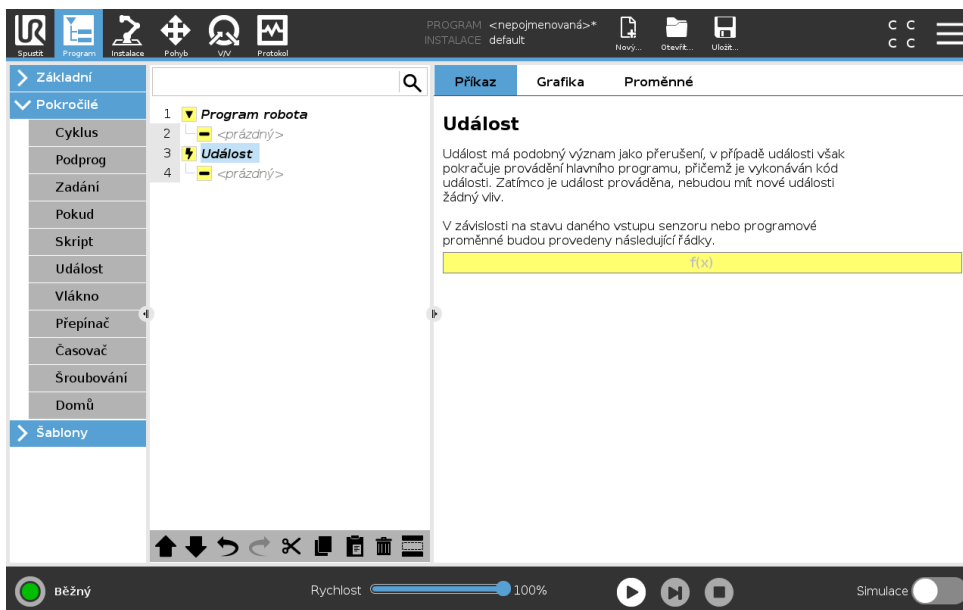 PROGRAM <nepojmenovaná>*
INSTALACE default
Spustit Program Instalace Pohyb V/V Protokol Nový... Otevřít... Uložit...
C C
C C
Základní
Pokročilé
Cyklus
Podprog
Zadání
Pokud
Skript
Událost
Vlákno
Přepínač
Časovač
Šroubování
Domů
Šablony
1 Program robota
2 <prázdný>
3 Událost
4 <prázdný>
Příkaz Grafika Proměnné
Událost
Událost má podobný význam jako přerušení, v případě události však
pokračuje provádění hlavního programu, přičemž je vykonáván kód
události. Zatímco je událost prováděna, nebudou mít nové události
žádný vliv.
V závislosti na stavu daného vstupu senzoru nebo programové
proměnné budou provedeny následující řádky.
f(x)
Běžný
Rychlost 100%
Simulace